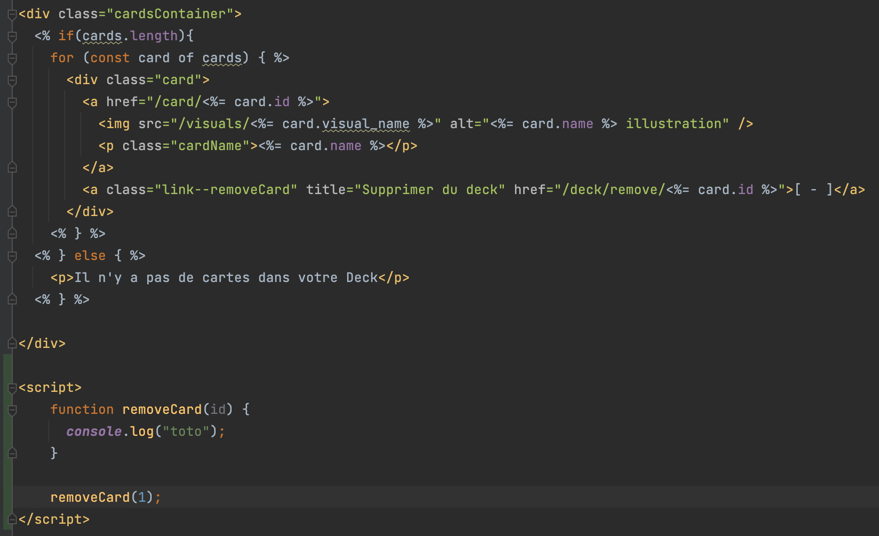 <div class="cardsContainer">
<% if(cards.length){
for (const card of cards) { %>
<div class="card">
<a href="/card/<%= card.id %>">
<img src="/visuals/<%= card.visual_name %>" alt="<%= card.name %> illustration" />
<p class="cardName"><%= card.name %></p>
</a>
<a class="link--removeCard" title="Supprimer du deck" href="/deck/remove/<%= card.id %>">[ - ]</a>
</div>
<% } %>
<% } else { %>
<p>Il n'y a pas de cartes dans votre Deck</p>
<% } %>
</div>
<script>
function removeCard(id) {
console.log("toto");
}
removeCard(1);
</script>